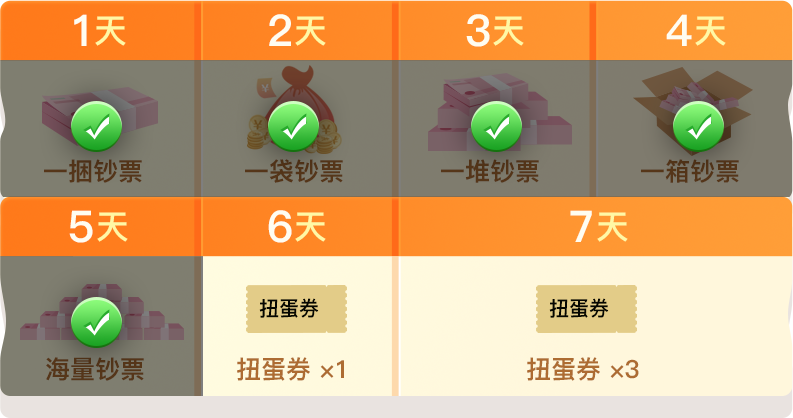 1天 2天 3天 4天
一捆钞票 一袋钞票 一堆钞票 一箱钞票
5天 6天 7天
扭蛋券 扭蛋券
海量钞票 扭蛋券 ×1 扭蛋券 ×3